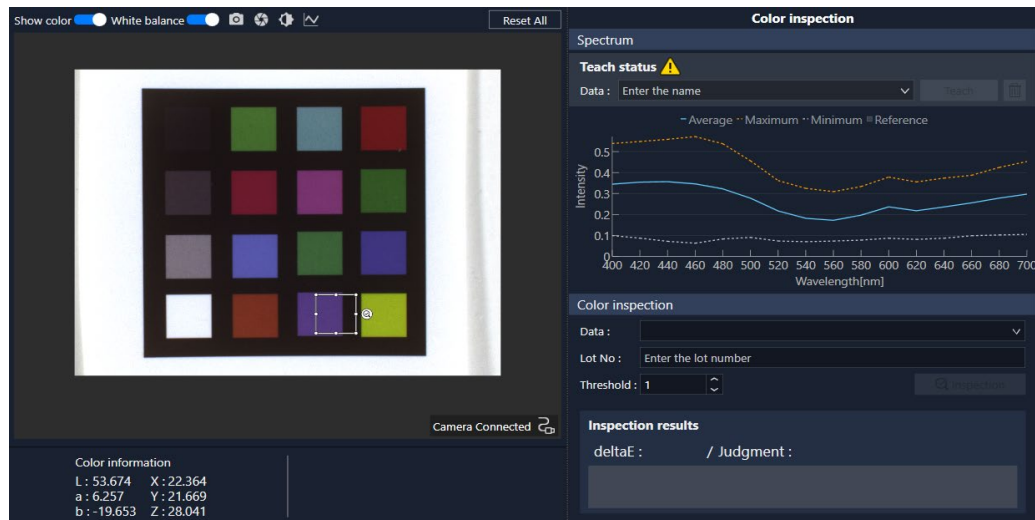 Show color White balance Reset All
Color inspection
Spectrum
Teach status
Data : Enter the name Teach
Average Maximum Minimum Reference
Intensity
0.5
0.4
0.3
0.2
0.1
0
400 420 440 460 480 500 520 540 560 580 600 620 640 660 680 700
Wavelength[nm]
Color inspection
Data :
Lot No : Enter the lot number
Threshold : 1 Inspection
Inspection results
deltaE : / Judgment :
Camera Connected
Color information
L : 53.674 X : 22.364
a : 6.257 Y : 21.669
b : -19.653 Z : 28.041